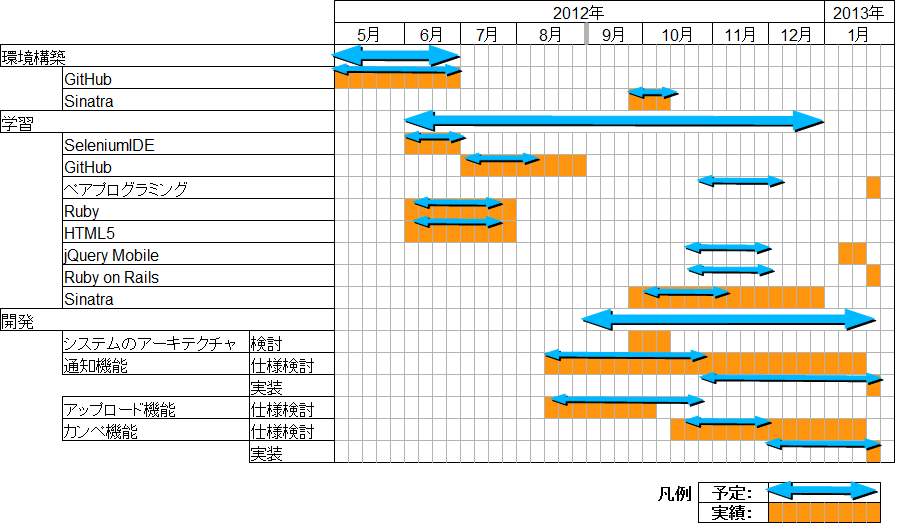 2012年 2013年
5月 6月 7月 8月 9月 10月 11月 12月 1月
環境構築
GitHub
Sinatra
学習
SeleniumIDE
GitHub
ペアプログラミング
Ruby
HTML5
jQuery Mobile
Ruby on Rails
Sinatra
開発
システムのアーキテクチャ 検討
通知機能 仕様検討
実装
アップロード機能 仕様検討
カンペ機能 仕様検討
実装
凡例 予定：
実績：